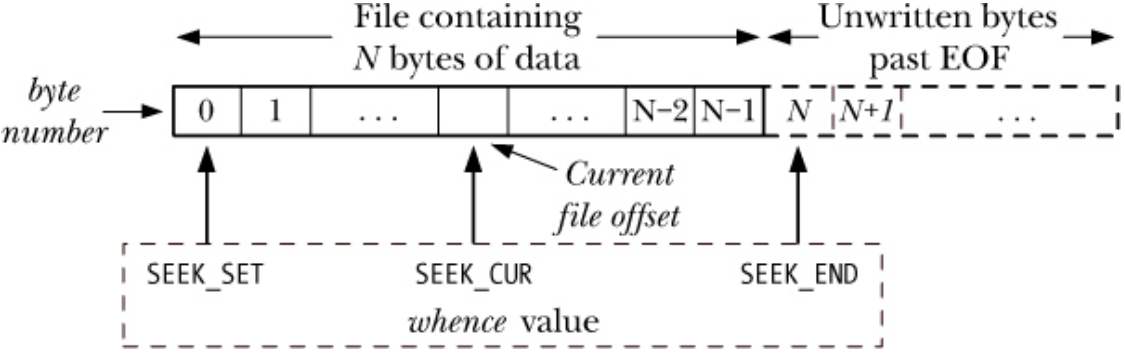 File containing
N bytes of data
Unwritten bytes
past EOF
byte
number
0 1 ... ... N−2 N−1 N N+1 ...
Current
file offset
SEEK_SET SEEK_CUR SEEK_END
whence value